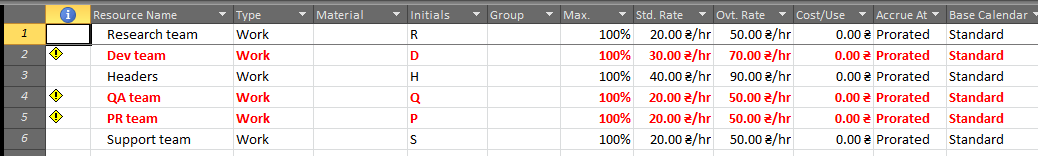 Resource Name Type Material Initials Group Max. Std. Rate Ovt. Rate Cost/Use Accrue At Base Calendar
1 Research team Work R 100% 20.00 ₴/hr 50.00 ₴/hr 0.00 ₴ Prorated Standard
2 Dev team Work D 100% 30.00 ₴/hr 70.00 ₴/hr 0.00 ₴ Prorated Standard
3 Headers Work H 100% 40.00 ₴/hr 90.00 ₴/hr 0.00 ₴ Prorated Standard
4 QA team Work Q 100% 20.00 ₴/hr 50.00 ₴/hr 0.00 ₴ Prorated Standard
5 PR team Work P 100% 20.00 ₴/hr 50.00 ₴/hr 0.00 ₴ Prorated Standard
6 Support team Work S 100% 20.00 ₴/hr 50.00 ₴/hr 0.00 ₴ Prorated Standard